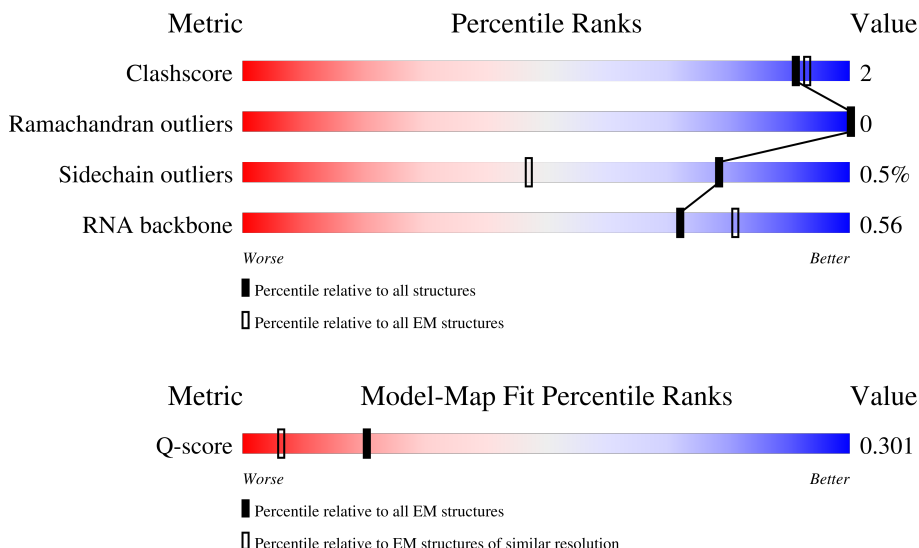 Metric Percentile Ranks Value
Clashscore 2
Ramachandran outliers 0
Sidechain outliers 0.5%
RNA backbone 0.56
Worse Better
Percentile relative to all structures
Percentile relative to all EM structures
Metric Model-Map Fit Percentile Ranks Value
Q-score 0.301
Worse Better
Percentile relative to all EM structures
Percentile relative to EM structures of similar resolution